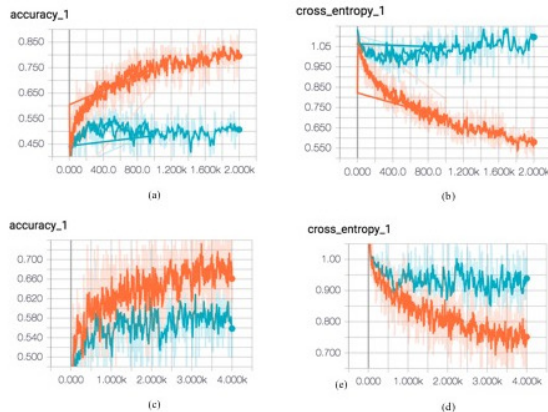 accuracy_1
0.850
0.750
0.650
0.550
0.450
0.000 400.0 800.0 1.200k 1.600k 2.000k
(a)
cross_entropy_1
1.05
0.950
0.850
0.750
0.650
0.550
0.000 400.0 800.0 1.200k 1.600k 2.000k
(b)
accuracy_1
0.700
0.660
0.620
0.580
0.540
0.500
0.000 1.000k 2.000k 3.000k 4.000k
(c)
cross_entropy_1
1.00
0.900
0.800
0.700
(e) 0.000 1.000k 2.000k 3.000k 4.000k
(d)